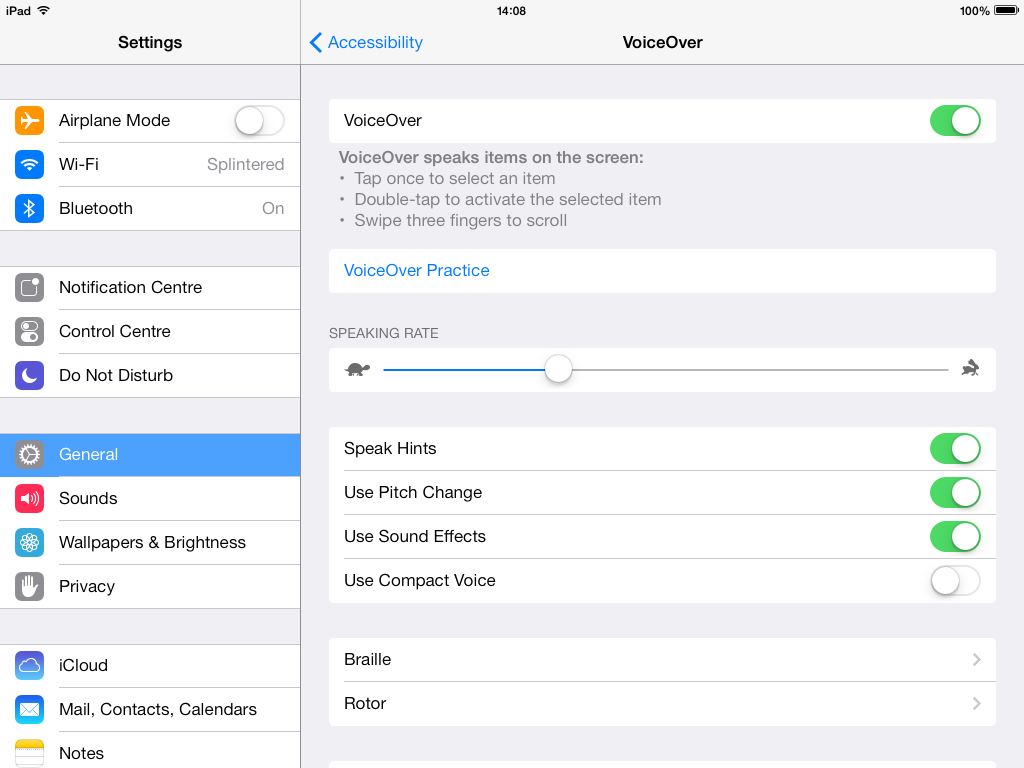 iPad 14:08 100%
Settings
Airplane Mode
Wi-Fi Splintered
Bluetooth On
Notification Centre
Control Centre
Do Not Disturb
General
Sounds
Wallpapers & Brightness
Privacy
iCloud
Mail, Contacts, Calendars
Notes
Accessibility VoiceOver
VoiceOver
VoiceOver speaks items on the screen:
• Tap once to select an item
• Double-tap to activate the selected item
• Swipe three fingers to scroll
VoiceOver Practice
SPEAKING RATE
Speak Hints
Use Pitch Change
Use Sound Effects
Use Compact Voice
Braille
Rotor